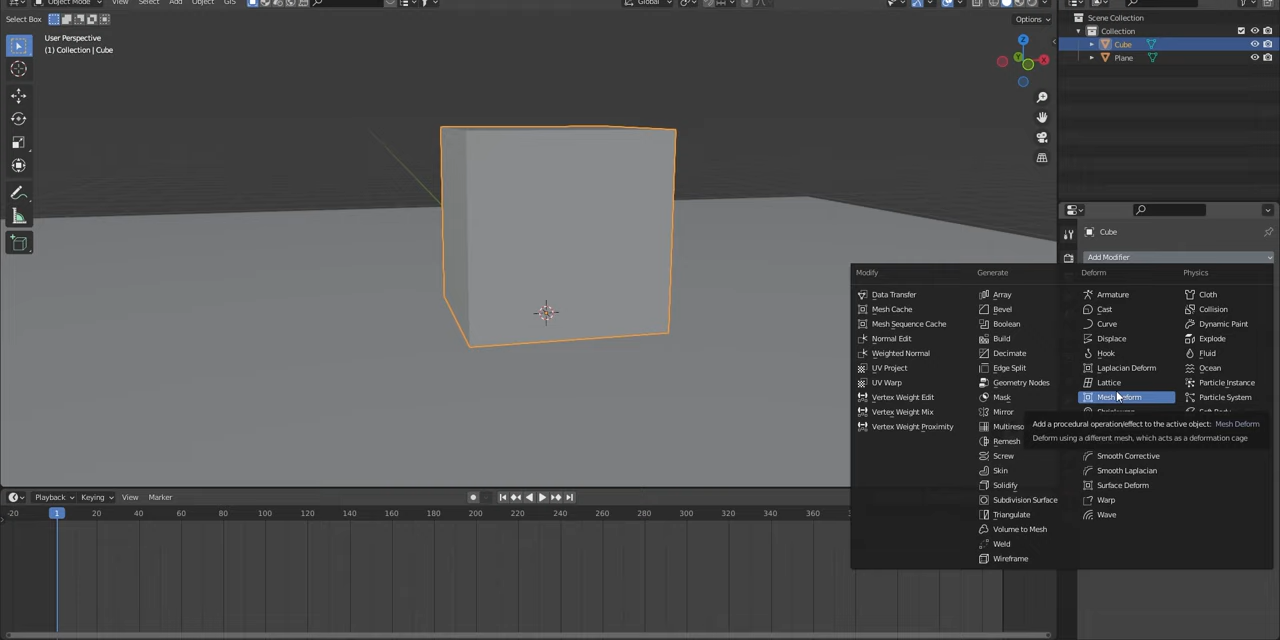 Object Mode View Select Add Object GIS Global
Select Box Options
User Perspective
(1) Collection | Cube
Scene Collection
Collection
Cube
Plane
Z
Y
X
Cube
Add Modifier
Modify Generate Deform Physics
Data Transfer Array Armature Cloth
Mesh Cache Bevel Cast Collision
Mesh Sequence Cache Boolean Curve Dynamic Paint
Normal Edit Build Displace Explode
Weighted Normal Decimate Hook Fluid
UV Project Edge Split Laplacian Deform Ocean
UV Warp Geometry Nodes Lattice Particle Instance
Vertex Weight Edit Mask Mesh Deform Particle System
Vertex Weight Mix Mirror
Vertex Weight Proximity Multires
Add a procedural operation/effect to the active object: Mesh Deform
Deform using a different mesh, which acts as a deformation cage
Remesh
Screw Smooth Corrective
Skin Smooth Laplacian
Solidify Surface Deform
Subdivision Surface Warp
Triangulate Wave
Volume to Mesh
Weld
Wireframe
Playback Keying View Marker
-20 1 20 40 60 80 100 120 140 160 180 200 220 240 260 280 300 320 340 360